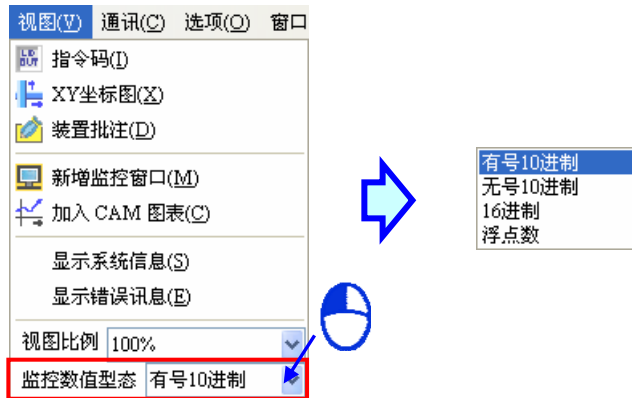 视图(V) 通讯(C) 选项(O) 窗口
指令码(I)
XY坐标图(X)
装置批注(D)
新增监控窗口(M)
加入 CAM 图表(C)
显示系统信息(S)
显示错误讯息(E)
视图比例 100%
监控数值型态 有号10进制
有号10进制
无号10进制
16进制
浮点数